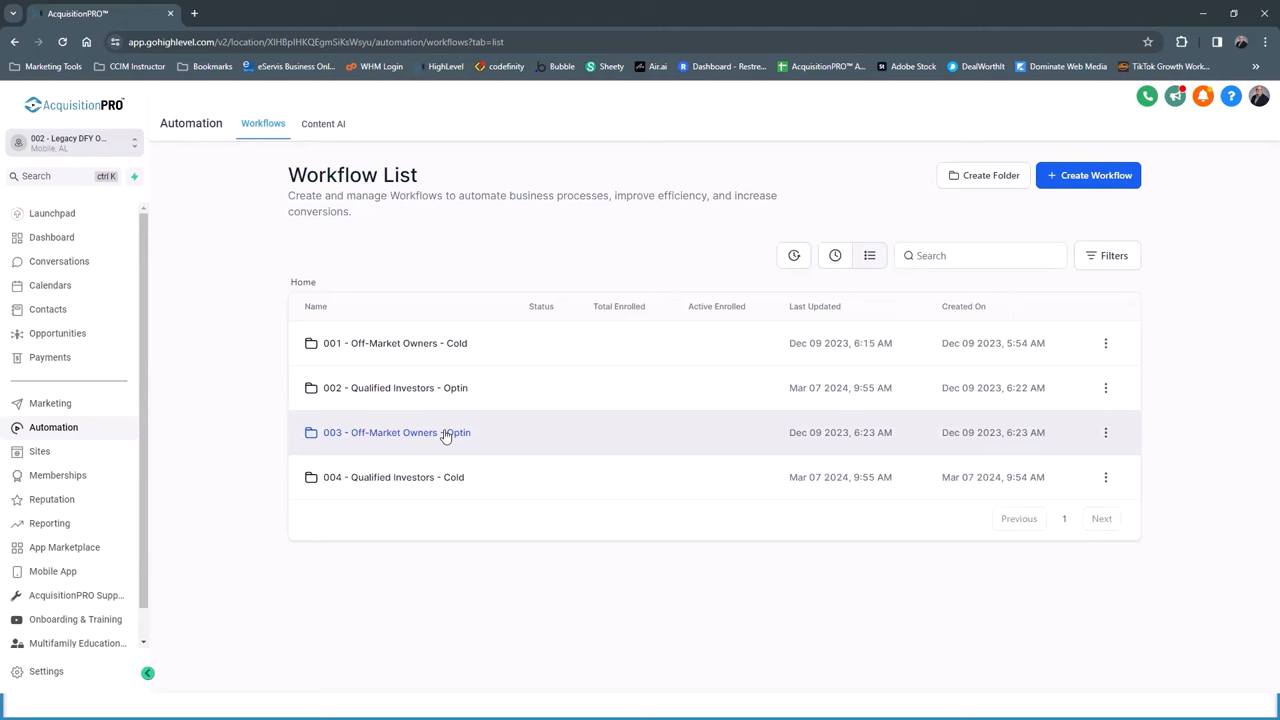 AcquisitionPRO™
app.gohighlevel.com/v2/location/XIHBpIHKQEgmSiKsWsyu/automation/workflows?tab=list
Marketing Tools
CCIM Instructor
Bookmarks
eServis Business Onl...
WHM Login
HighLevel
codefinity
Bubble
Sheety
Air.ai
Dashboard - Restre...
AcquisitionPRO™ A...
Adobe Stock
DealWorthIt
Dominate Web Media
TikTok Growth Work...
AcquisitionPRO
Automation
Workflows
Content AI
002 - Legacy DFY O...
Mobile, AL
Search
ctrl K
Launchpad
Dashboard
Conversations
Calendars
Contacts
Opportunities
Payments
Marketing
Automation
Sites
Memberships
Reputation
Reporting
App Marketplace
Mobile App
AcquisitionPRO Supp...
Onboarding & Training
Multifamily Education...
Settings
Workflow List
Create and manage Workflows to automate business processes, improve efficiency, and increase
conversions.
Create Folder
+ Create Workflow
Search
Filters
Home
Name Status Total Enrolled Active Enrolled Last Updated Created On
001 - Off-Market Owners - Cold Dec 09 2023, 6:15 AM Dec 09 2023, 5:54 AM
002 - Qualified Investors - Optin Mar 07 2024, 9:55 AM Dec 09 2023, 6:22 AM
003 - Off-Market Owners - Optin Dec 09 2023, 6:23 AM Dec 09 2023, 6:23 AM
004 - Qualified Investors - Cold Mar 07 2024, 9:55 AM Mar 07 2024, 9:54 AM
Previous 1 Next